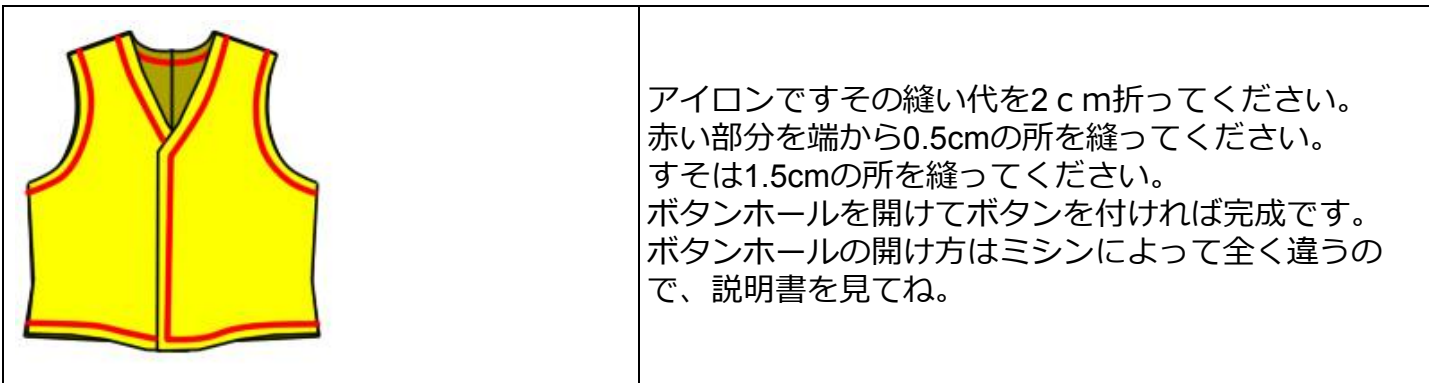 アイロンですその縫い代を2ｃｍ折ってください。
赤い部分を端から0.5cmの所を縫ってください。
すそは1.5cmの所を縫ってください。
ボタンホールを開けてボタンを付ければ完成です。
ボタンホールの開け方はミシンによって全く違うの
で、説明書を見てね。